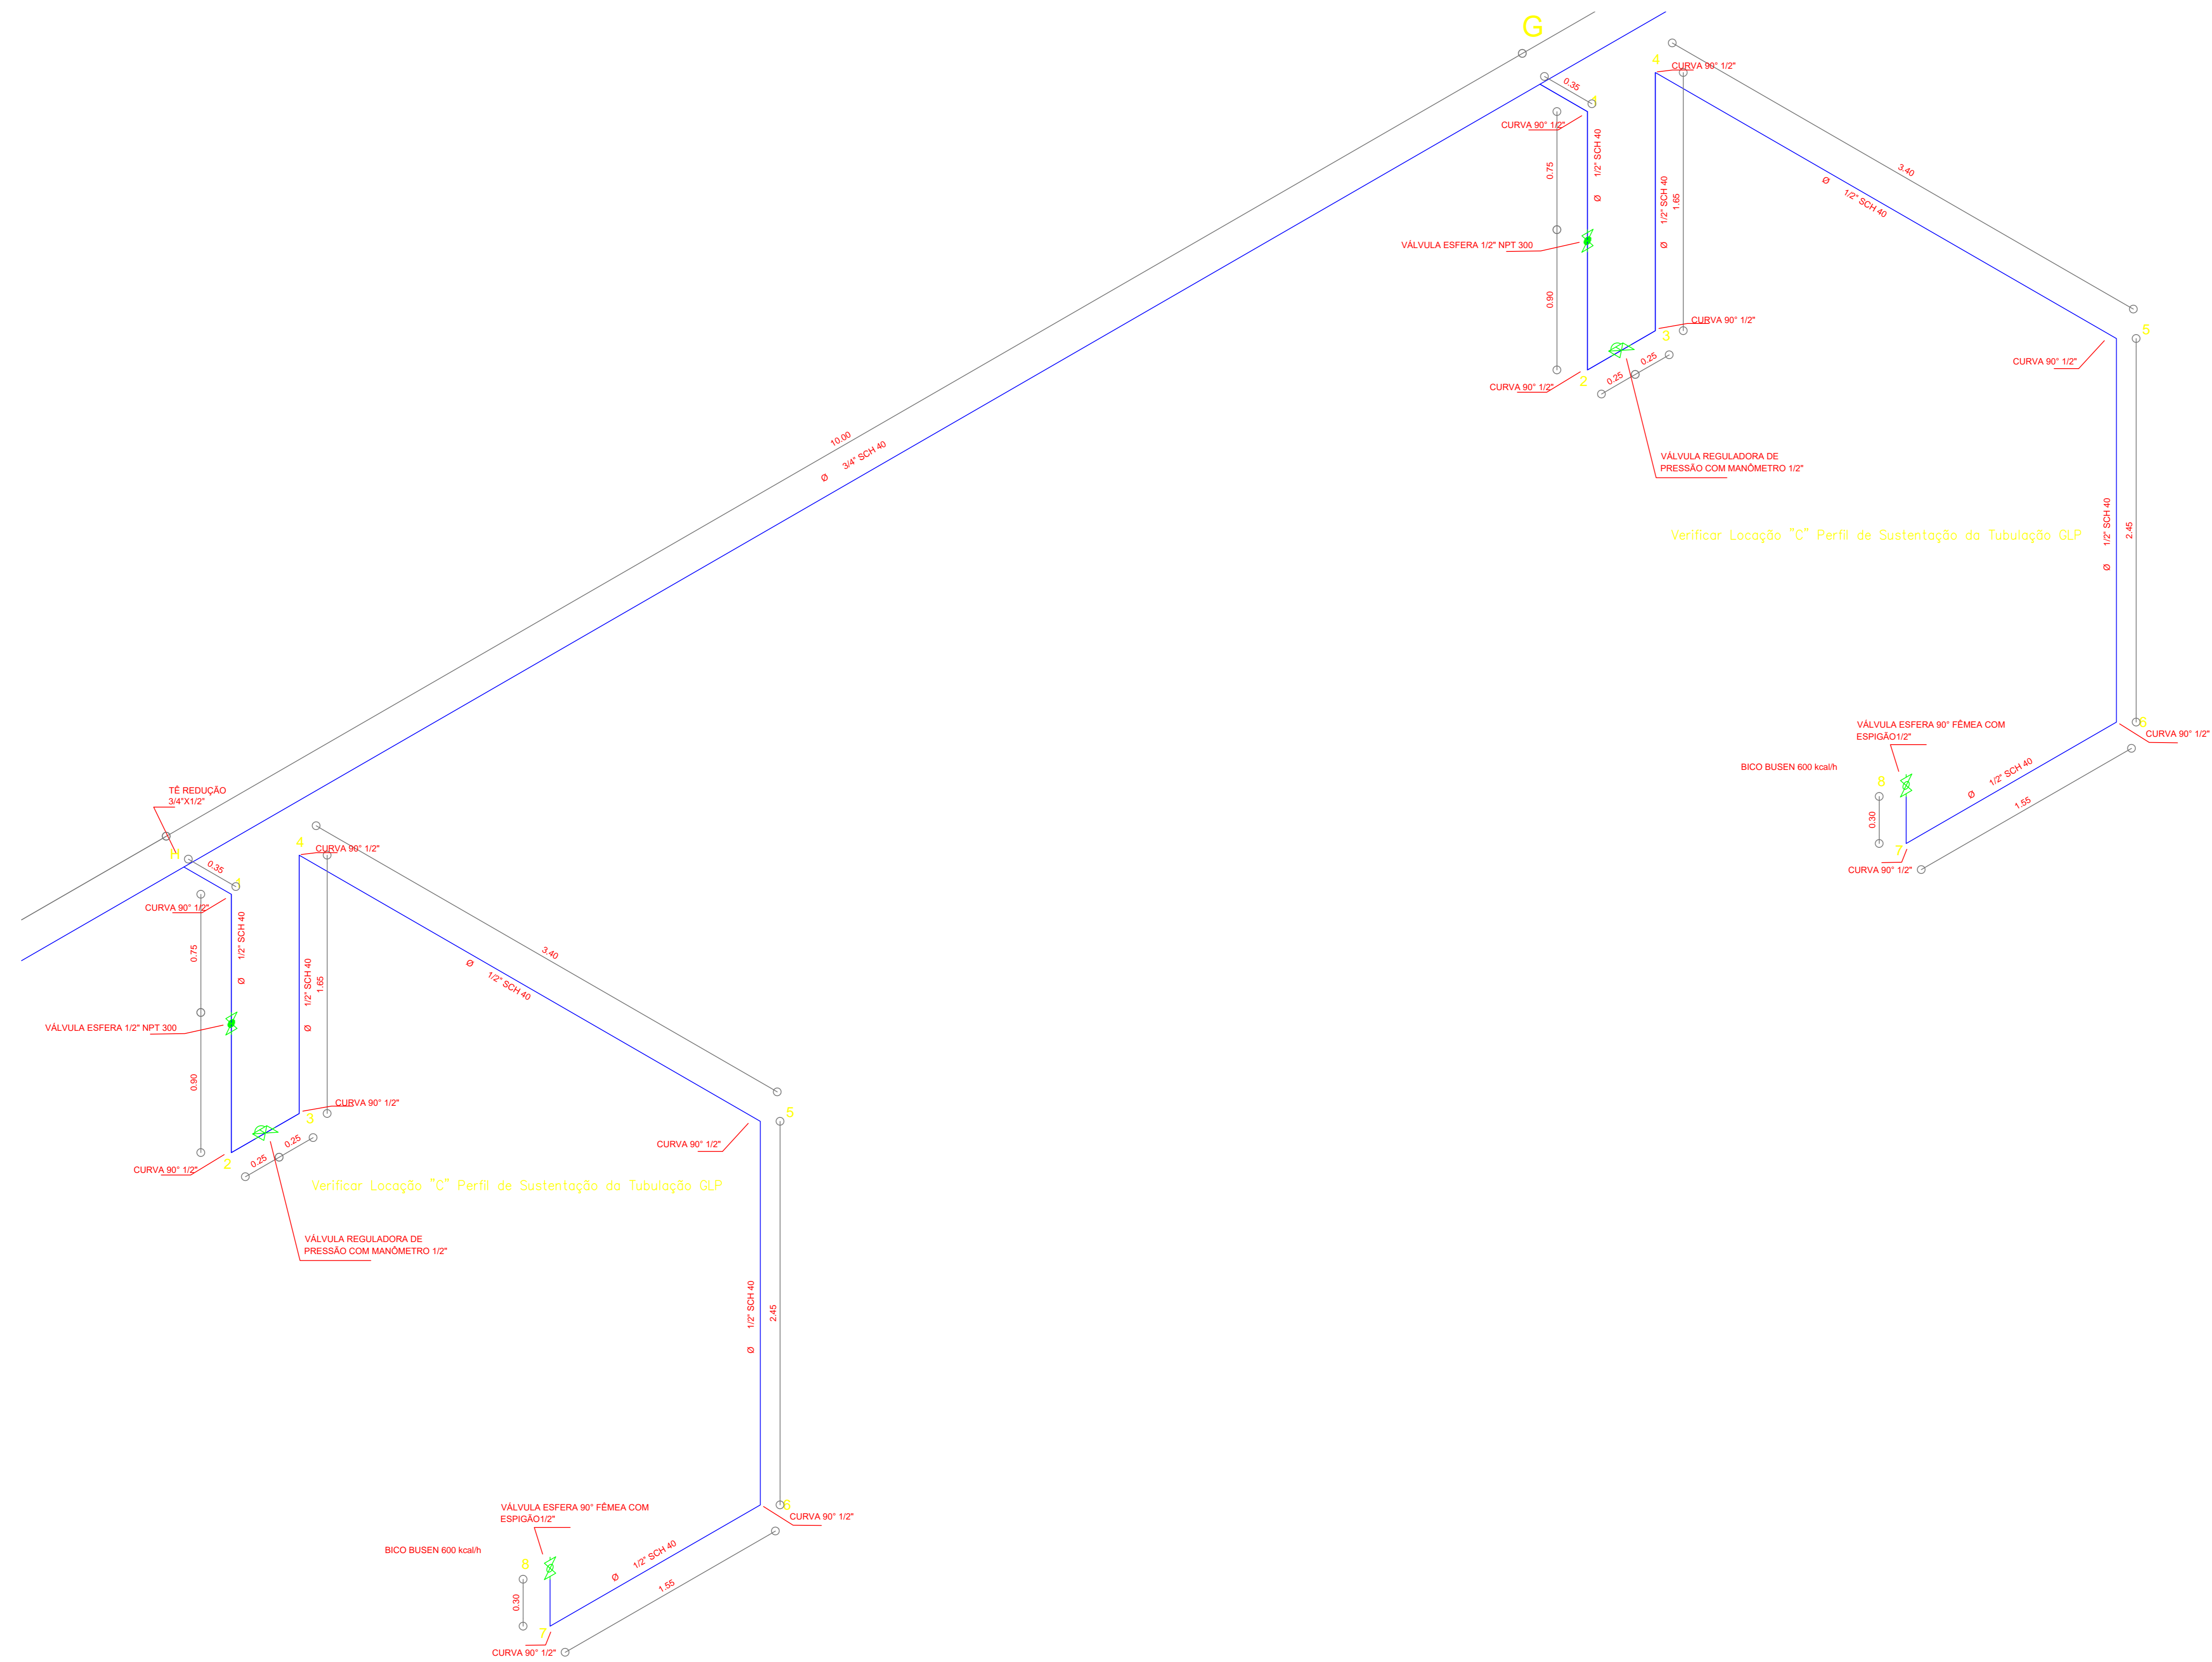 G
4
CURVA 90° 1/2"
0.35
1
CURVA 90° 1/2"
0.75
Ø 1/2" SCH 40
Ø 1/2" SCH 40
1.65
3.40
Ø 1/2" SCH 40
VÁLVULA ESFERA 1/2" NPT 300
0.90
CURVA 90° 1/2"
3
5
0.25
0.25
CURVA 90° 1/2"
2
CURVA 90° 1/2"
10.00
Ø 3/4" SCH 40
VÁLVULA REGULADORA DE
PRESSÃO COM MANÔMETRO 1/2"
Verificar Locação "C" Perfil de Sustentação da Tubulação GLP
Ø 1/2" SCH 40
2.45
6
CURVA 90° 1/2"
VÁLVULA ESFERA 90° FÊMEA COM
ESPIGÃO1/2"
BICO BUSEN 600 kcal/h
8
Ø 1/2" SCH 40
1.55
0.30
7
CURVA 90° 1/2"
TÊ REDUÇÃO
3/4"X1/2"
H
4
CURVA 90° 1/2"
0.35
1
CURVA 90° 1/2"
0.75
Ø 1/2" SCH 40
Ø 1/2" SCH 40
1.65
3.40
Ø 1/2" SCH 40
VÁLVULA ESFERA 1/2" NPT 300
0.90
CURVA 90° 1/2"
3
5
0.25
0.25
CURVA 90° 1/2"
2
CURVA 90° 1/2"
Verificar Locação "C" Perfil de Sustentação da Tubulação GLP
VÁLVULA REGULADORA DE
PRESSÃO COM MANÔMETRO 1/2"
Ø 1/2" SCH 40
2.45
6
CURVA 90° 1/2"
VÁLVULA ESFERA 90° FÊMEA COM
ESPIGÃO1/2"
BICO BUSEN 600 kcal/h
8
Ø 1/2" SCH 40
1.55
0.30
7
CURVA 90° 1/2"